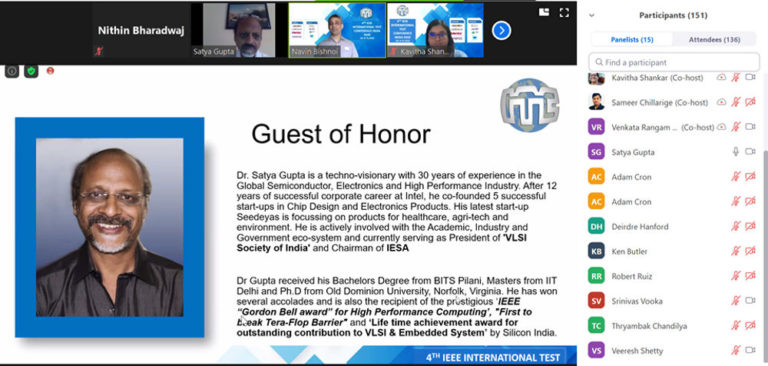 Nithin Bharadwaj
Satya Gupta
Navin Bishnoi
Kavitha Shan...
Guest of Honor
Dr. Satya Gupta is a techno-visionary with 30 years of experience in the
Global Semiconductor, Electronics and High Performance Industry. After 12
years of successful corporate career at Intel, he co-founded 5 successful
start-ups in Chip Design and Electronics Products. His latest start-up
Seedeyas is focussing on products for healthcare, agri-tech and
environment. He is actively involved with the Academic, Industry and
Government eco-system and currently serving as President of 'VLSI
Society of India' and Chairman of IESA
Dr Gupta received his Bachelors Degree from BITS Pilani, Masters from IIT
Delhi and Ph.D from Old Dominion University, Norfolk, Virginia. He has won
several accolades and is also the recipient of the prestigious 'IEEE
"Gordon Bell award" for High Performance Computing', "First to
break Tera-Flop Barrier" and 'Life time achievement award for
outstanding contribution to VLSI & Embedded System' by Silicon India.
4TH IEEE INTERNATIONAL TEST
Participants (151)
Panelists (15)
Attendees (136)
Find a participant
Kavitha Shankar (Co-host)
Sameer Chillarige (Co-host)
VR Venkata Rangam ... (Co-host)
SG Satya Gupta
AC Adam Cron
AC Adam Cron
DH Deirdre Hanford
KB Ken Butler
RR Robert Ruiz
SV Srinivas Vooka
TC Thryambak Chandilya
VS Veeresh Shetty